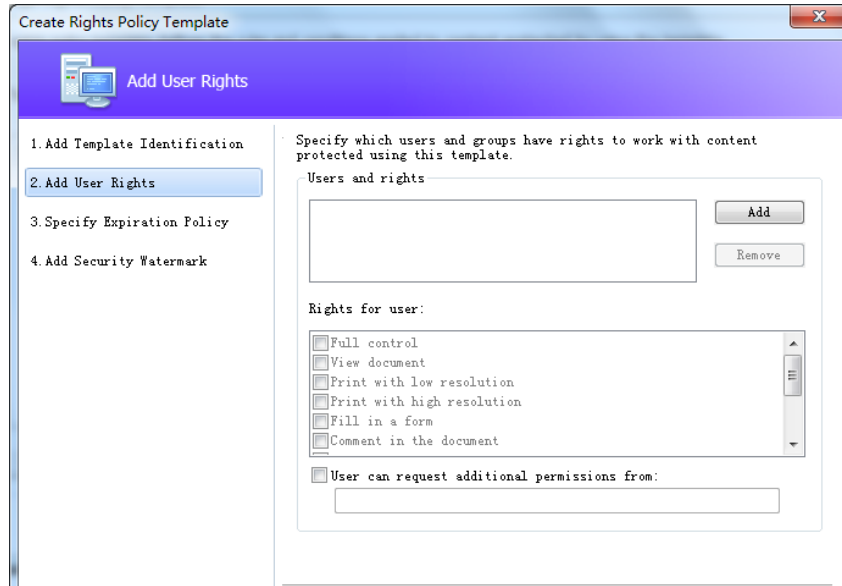 Create Rights Policy Template
x
Add User Rights
1.Add Template Identification
2.Add User Rights
3.Specify Expiration Policy
4.Add Security Watermark
Specify which users and groups have rights to work with content
protected using this template.
Users and rights
Add
Remove
Rights for user:
Full control
View document
Print with low resolution
Print with high resolution
Fill in a form
Comment in the document
User can request additional permissions from: